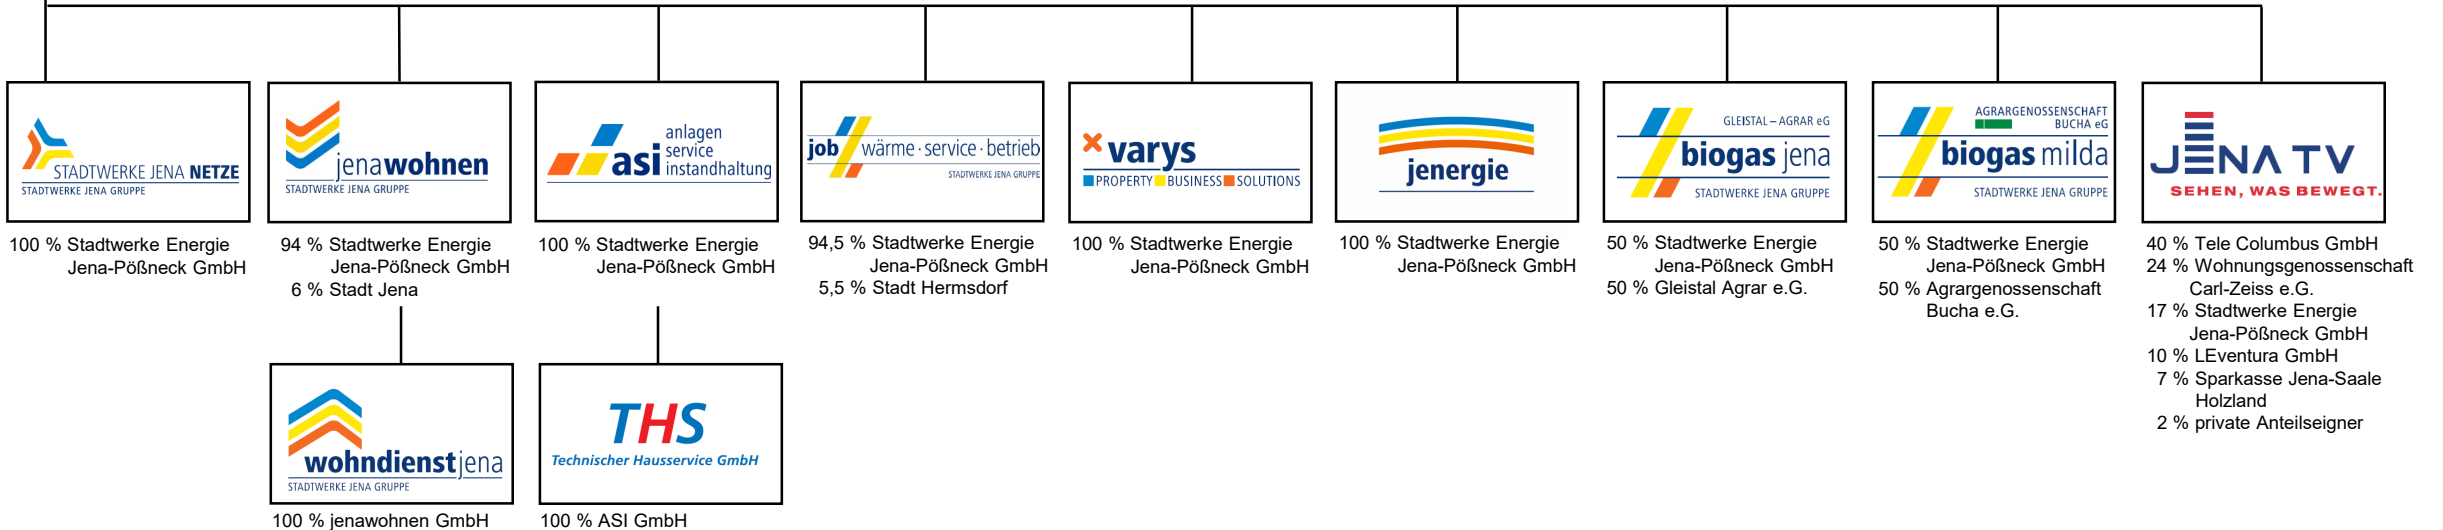 STADTWERKE JENA NETZE
STADTWERKE JENA GRUPPE
100 % Stadtwerke Energie
Jena-Pößneck GmbH
jenawohnen
STADTWERKE JENA GRUPPE
94 % Stadtwerke Energie
Jena-Pößneck GmbH
6 % Stadt Jena
asi
anlagen
service
instandhaltung
100 % Stadtwerke Energie
Jena-Pößneck GmbH
job wärme · service · betrieb
STADTWERKE JENA GRUPPE
94,5 % Stadtwerke Energie
Jena-Pößneck GmbH
5,5 % Stadt Hermsdorf
varys
PROPERTY BUSINESS SOLUTIONS
100 % Stadtwerke Energie
Jena-Pößneck GmbH
jenergie
100 % Stadtwerke Energie
Jena-Pößneck GmbH
GLEISTAL – AGRAR eG
biogas jena
STADTWERKE JENA GRUPPE
50 % Stadtwerke Energie
Jena-Pößneck GmbH
50 % Gleistal Agrar e.G.
AGRARGENOSSENSCHAFT
BUCHA eG
biogas milda
STADTWERKE JENA GRUPPE
50 % Stadtwerke Energie
Jena-Pößneck GmbH
50 % Agrargenossenschaft
Bucha e.G.
JENA TV
SEHEN, WAS BEWEGT.
40 % Tele Columbus GmbH
24 % Wohnungsgenossenschaft
Carl-Zeiss e.G.
17 % Stadtwerke Energie
Jena-Pößneck GmbH
10 % LEventura GmbH
7 % Sparkasse Jena-Saale
Holzland
2 % private Anteilseigner
wohndienstjena
STADTWERKE JENA GRUPPE
100 % jenawohnen GmbH
THS
Technischer Hausservice GmbH
100 % ASI GmbH